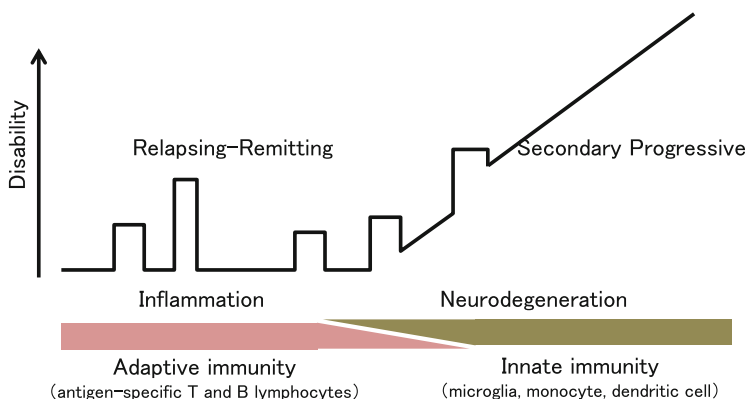 Disability
Relapsing-Remitting
Secondary Progressive
Inflammation
Neurodegeneration
Adaptive immunity
(antigen-specific T and B lymphocytes)
Innate immunity
(microglia, monocyte, dendritic cell)